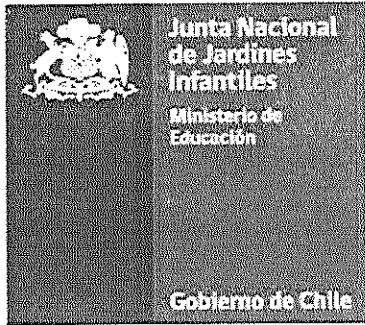 Junta Nacional
de Jardines
Infantiles
Ministerio de
Educación
Gobierno de Chile